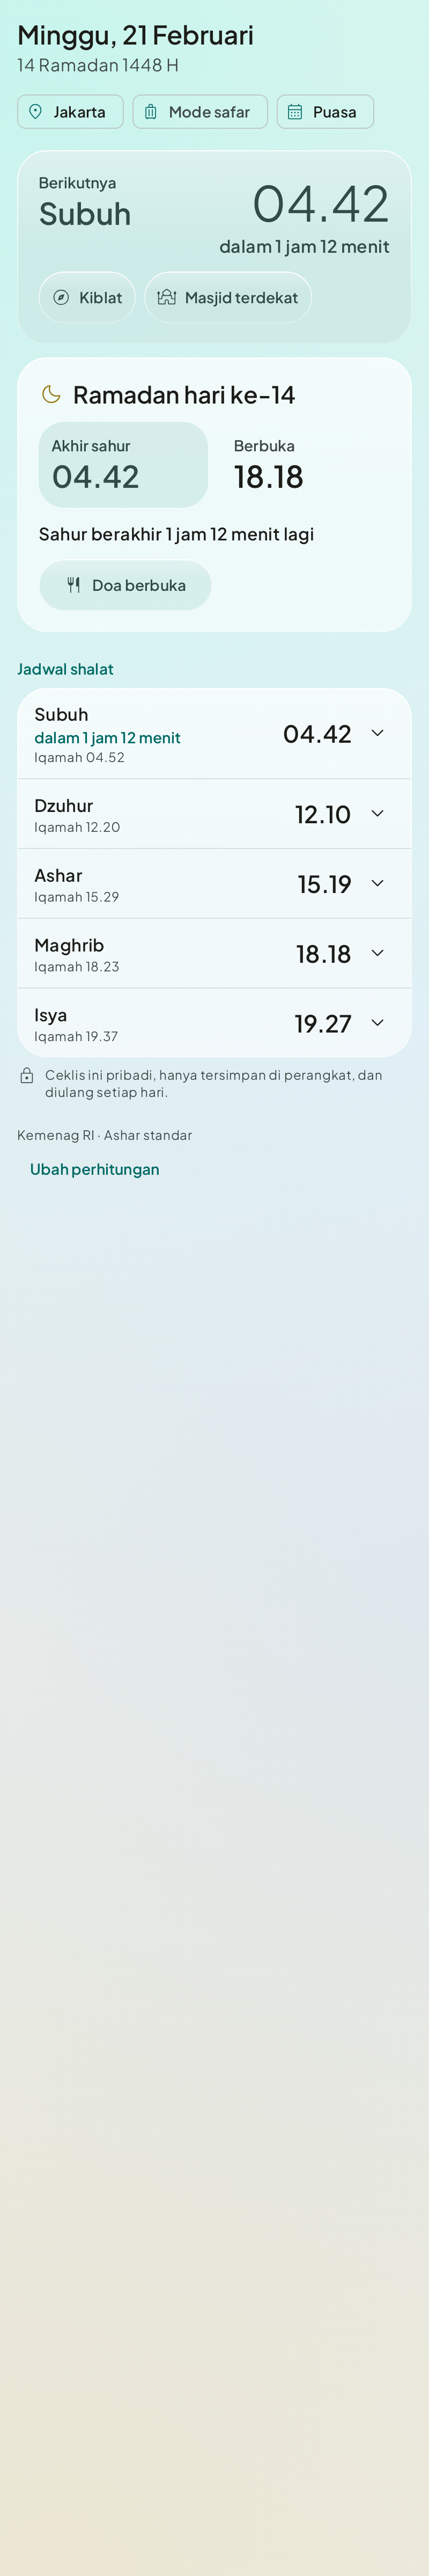 Minggu, 21 Februari
14 Ramadan 1448 H
Jakarta
Mode safar
Puasa
Berikutnya
Subuh
04.42
dalam 1 jam 12 menit
Kiblat
Masjid terdekat
Ramadan hari ke-14
Akhir sahur
04.42
Berbuka
18.18
Sahur berakhir 1 jam 12 menit lagi
Doa berbuka
Jadwal shalat
Subuh
dalam 1 jam 12 menit
Iqamah 04.52
04.42
Dzuhur
Iqamah 12.20
12.10
Ashar
Iqamah 15.29
15.19
Maghrib
Iqamah 18.23
18.18
Isya
Iqamah 19.37
19.27
Ceklis ini pribadi, hanya tersimpan di perangkat, dan
diulang setiap hari.
Kemenag RI · Ashar standar
Ubah perhitungan